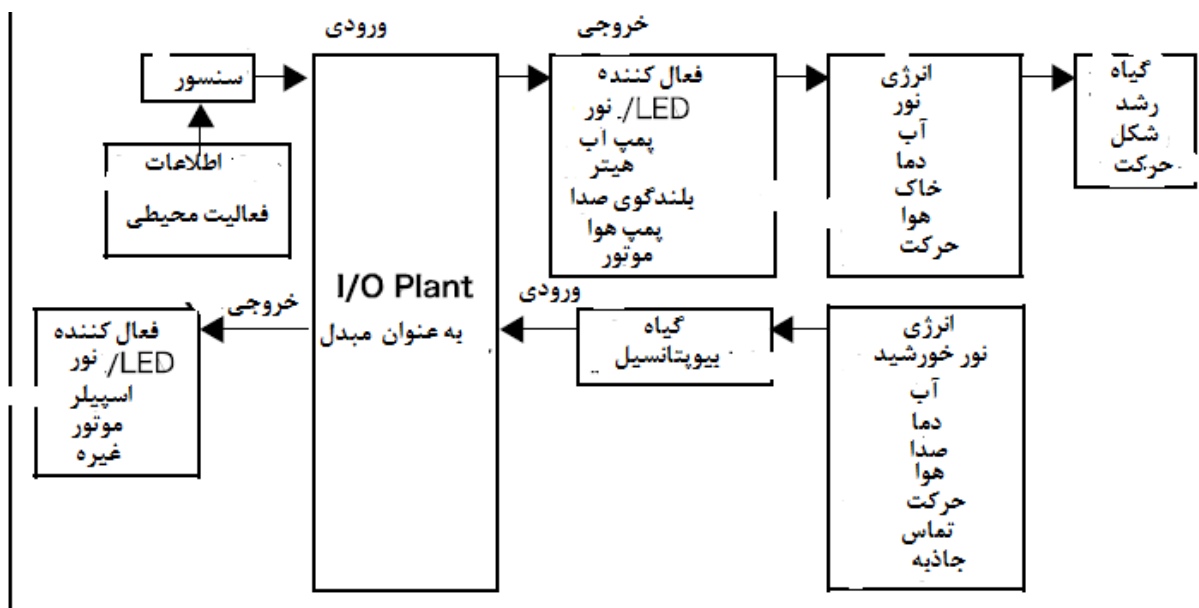 ورودی
خروجی
سنسور
اطلاعات
فعالیت محیطی
فعال کننده
نور /LED
پمپ اب
هیتر
بلندگوی صدا
پمپ هوا
موتور
انرژی
نور
آب
دما
خاک
هوا
حرکت
گیاه
رشد
شکل
حرکت
I/O Plant
به عنوان مبدل
خروجی
فعال کننده
نور /LED
اسپیلر
موتور
غیره
ورودی
گیاه
بیوپتانسیل
انرژی
نور خورشید
آب
دما
صدا
هوا
حرکت
تماس
جاذبه